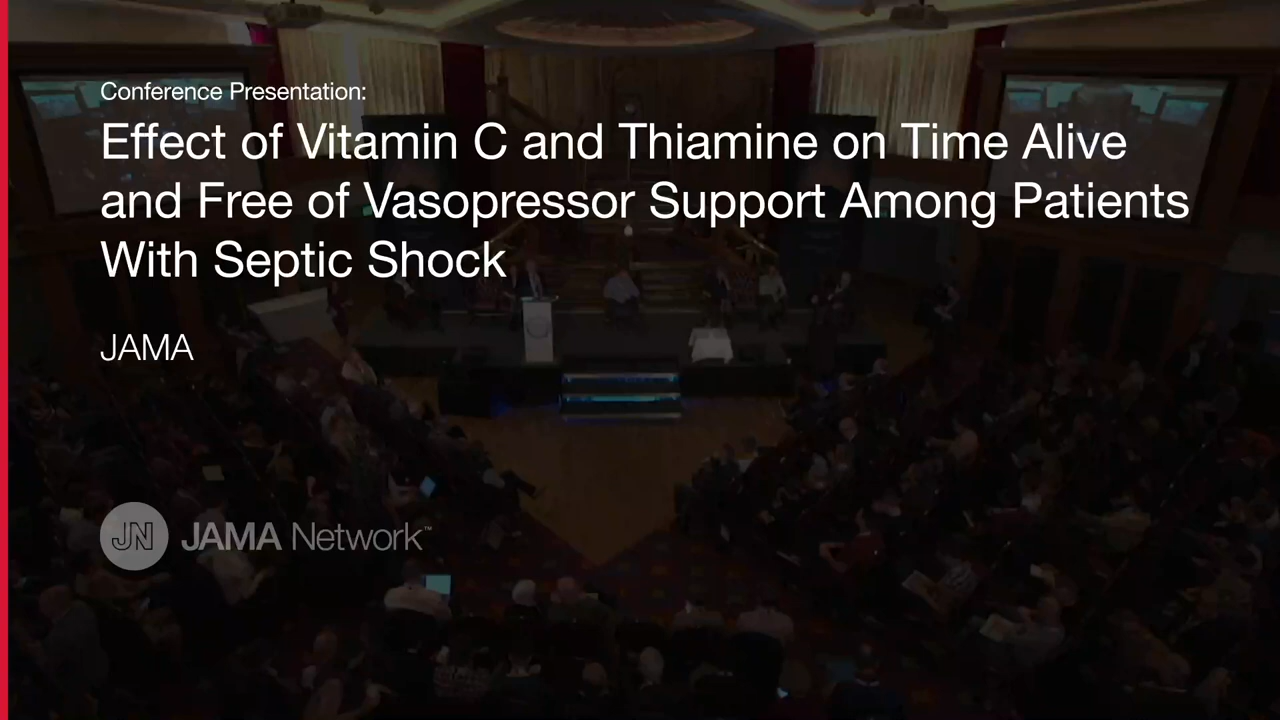 Conference Presentation:
Effect of Vitamin C and Thiamine on Time Alive
and Free of Vasopressor Support Among Patients
With Septic Shock
JAMA
JN JAMA Network™